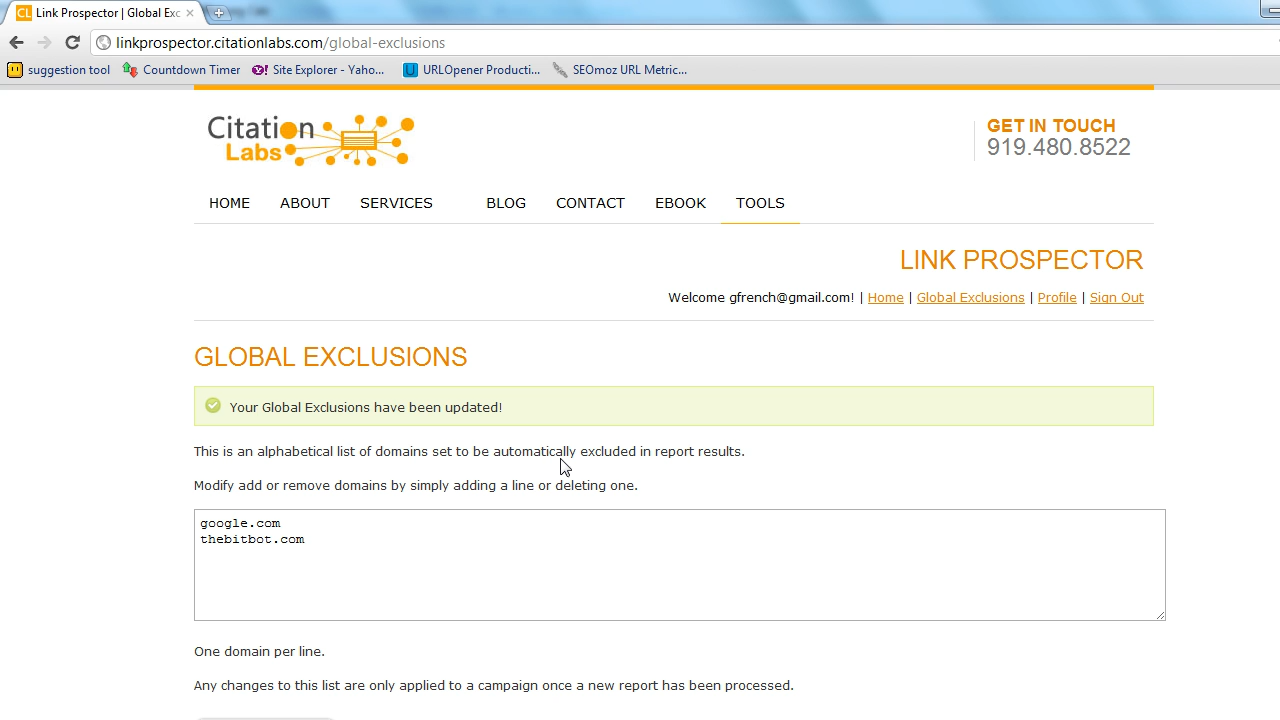 Link Prospector | Global Exc
linkprospector.citationlabs.com/global-exclusions
suggestion tool Countdown Timer Site Explorer - Yaho... URLOpener Producti... SEOmoz URL Metric...
Citation
Labs
GET IN TOUCH
919.480.8522
HOME ABOUT SERVICES BLOG CONTACT EBOOK TOOLS
LINK PROSPECTOR
Welcome gfrench@gmail.com! | Home | Global Exclusions | Profile | Sign Out
GLOBAL EXCLUSIONS
Your Global Exclusions have been updated!
This is an alphabetical list of domains set to be automatically excluded in report results.
Modify add or remove domains by simply adding a line or deleting one.
google.com
thebitbot.com
One domain per line.
Any changes to this list are only applied to a campaign once a new report has been processed.